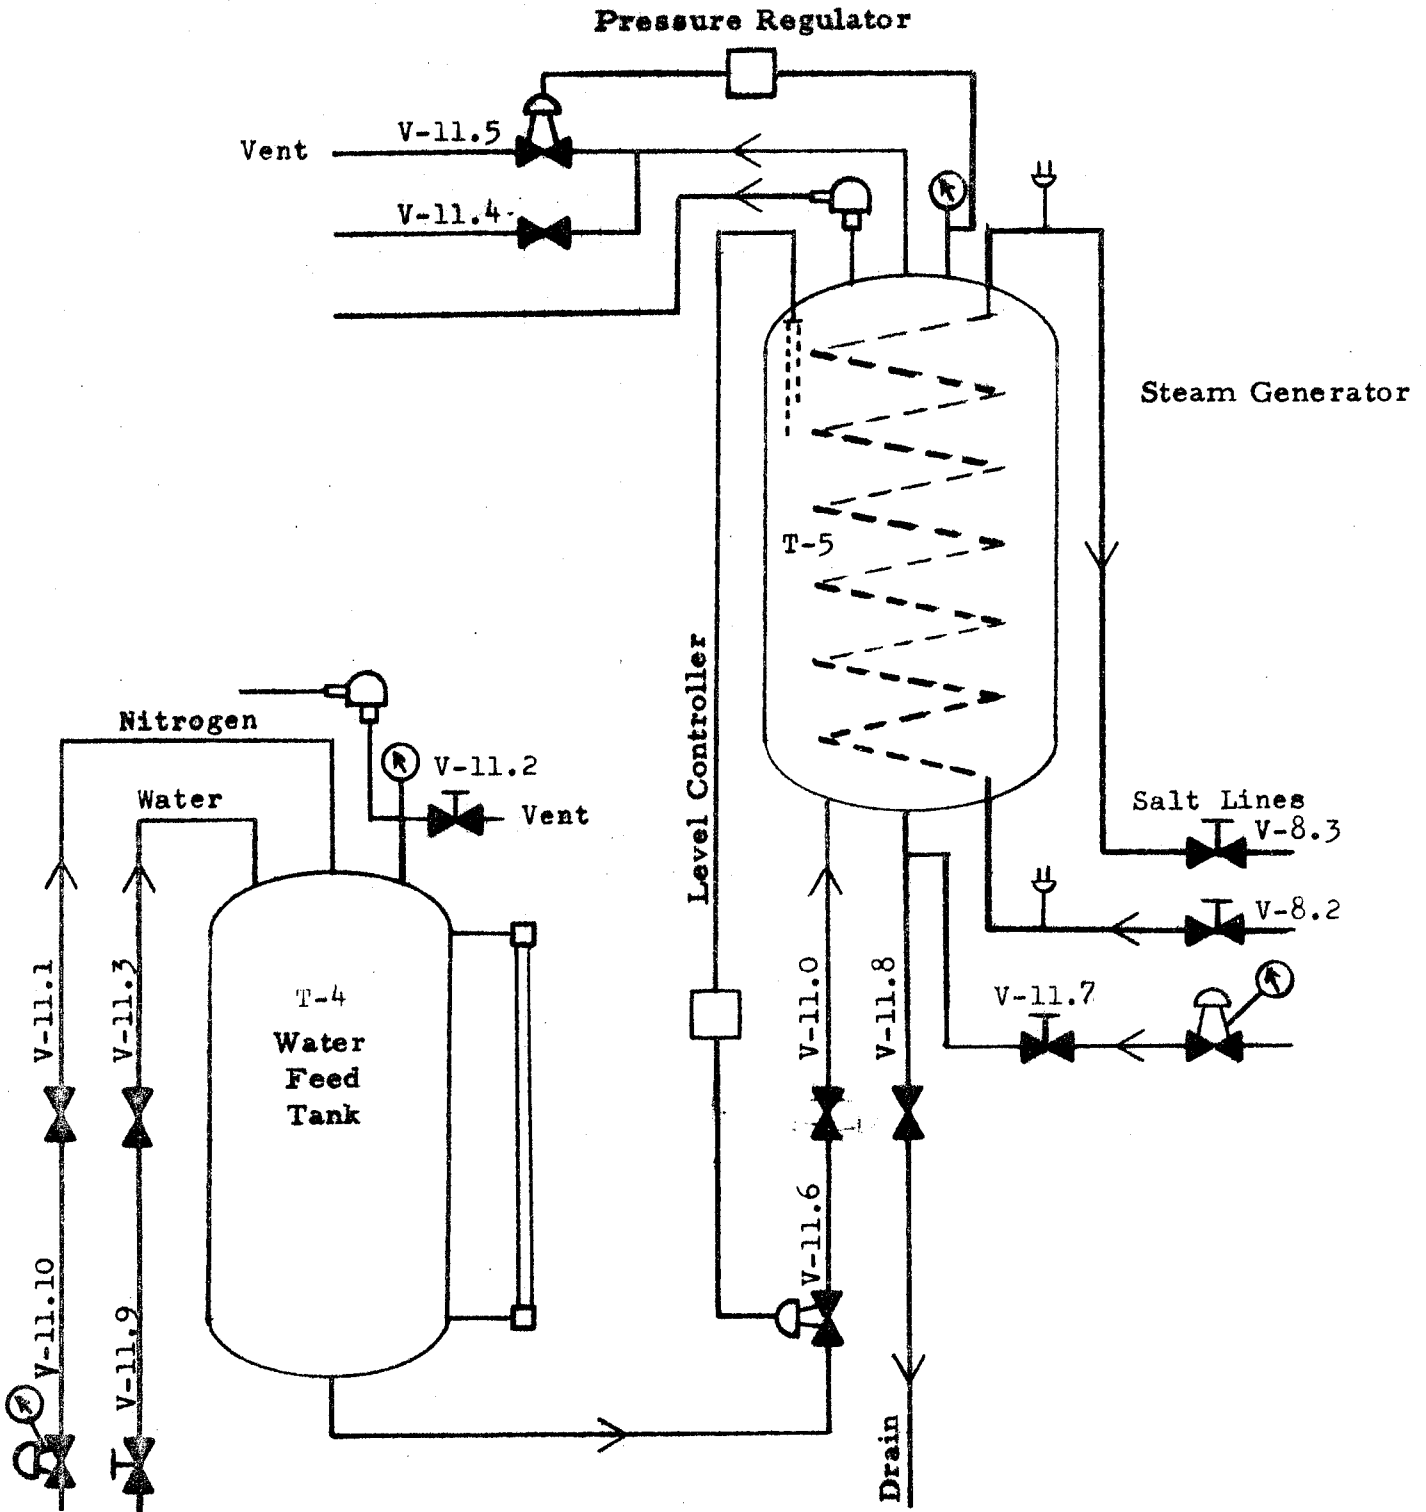 Pressure Regulator
V-11.5
Vent
V-11.4
Steam Generator
T-5
Level Controller
Nitrogen
V-11.2
Water
Vent
Salt Lines
V-8.3
V-8.2
V-11.1
V-11.3
T-4
Water
Feed
Tank
V-11.0
V-11.8
V-11.7
V-11.6
V-11.10
V-11.9
Drain